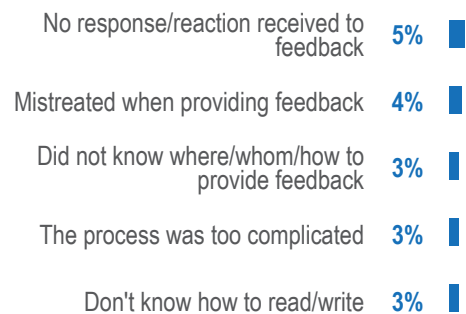 No response/reaction received to
feedback
5%
Mistreated when providing feedback 4%
Did not know where/whom/how to
provide feedback
3%
The process was too complicated 3%
Don't know how to read/write 3%